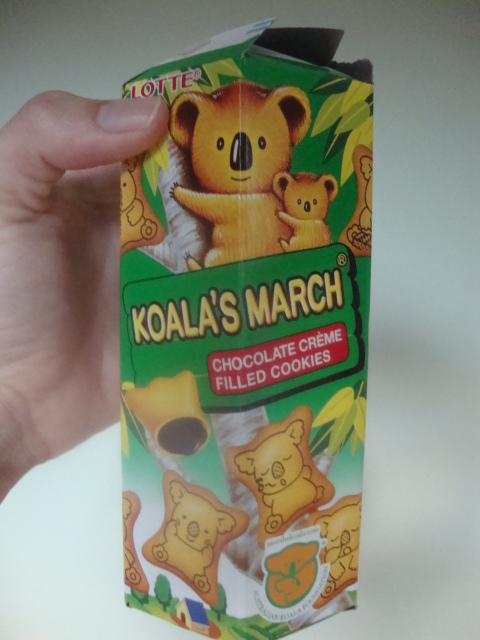 LOTTE®
KOALA'S MARCH®
CHOCOLATE CRÈME
FILLED COOKIES